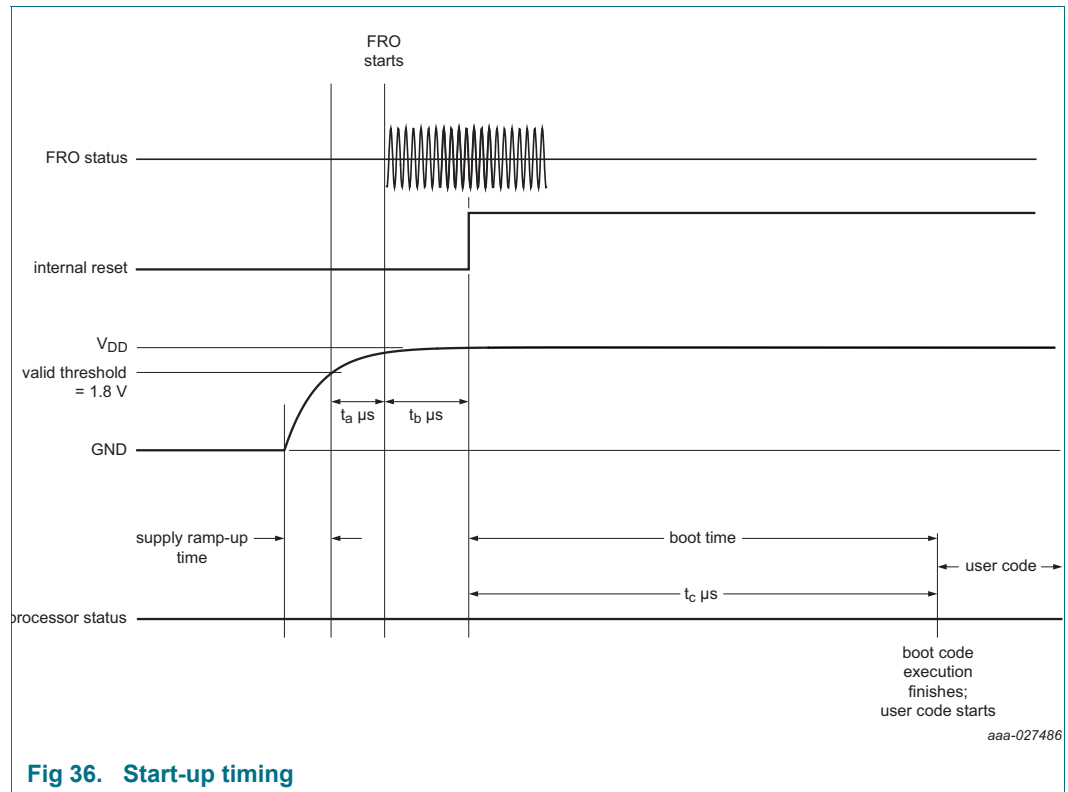 FRO
starts
FRO status
internal reset
VDD
valid threshold
= 1.8 V
ta μs
tb μs
GND
supply ramp-up
time
boot time
user code
tc μs
processor status
boot code
execution
finishes;
user code starts
aaa-027486
Fig 36. Start-up timing